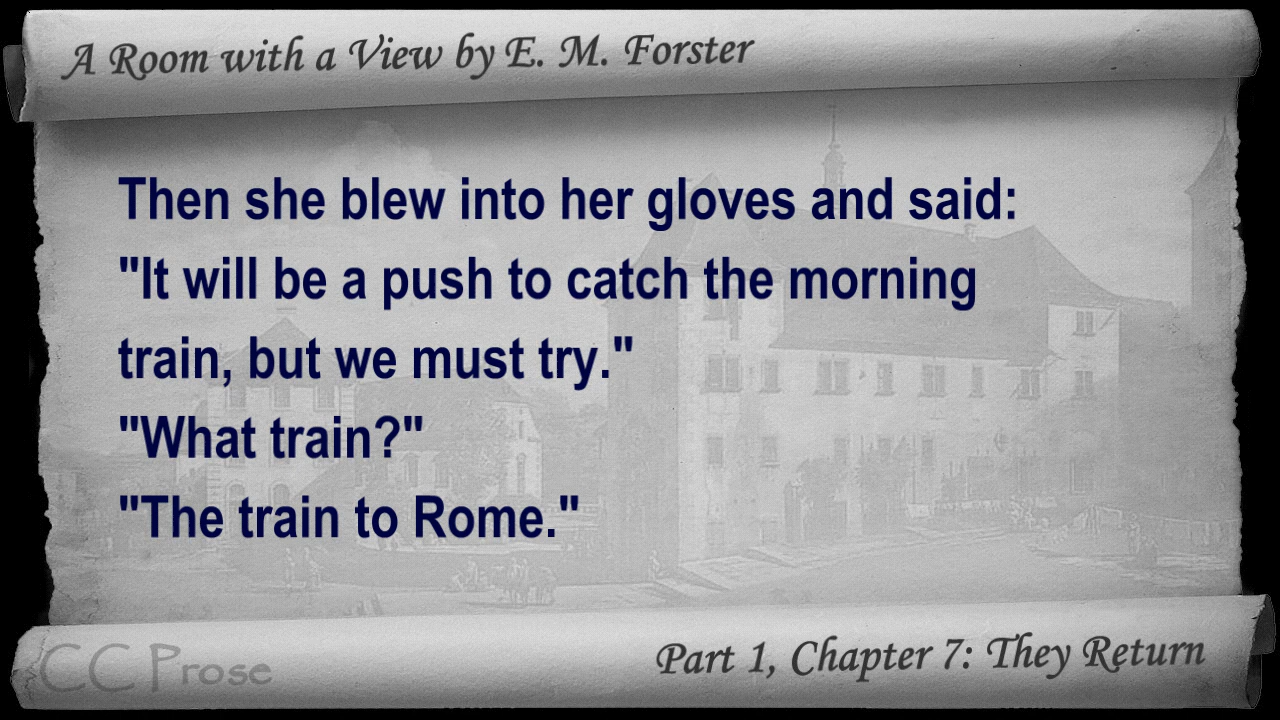 A Room with a View by E. M. Forster
Then she blew into her gloves and said:
"It will be a push to catch the morning
train, but we must try."
"What train?"
"The train to Rome."
CC Prose
Part 1, Chapter 7: They Return